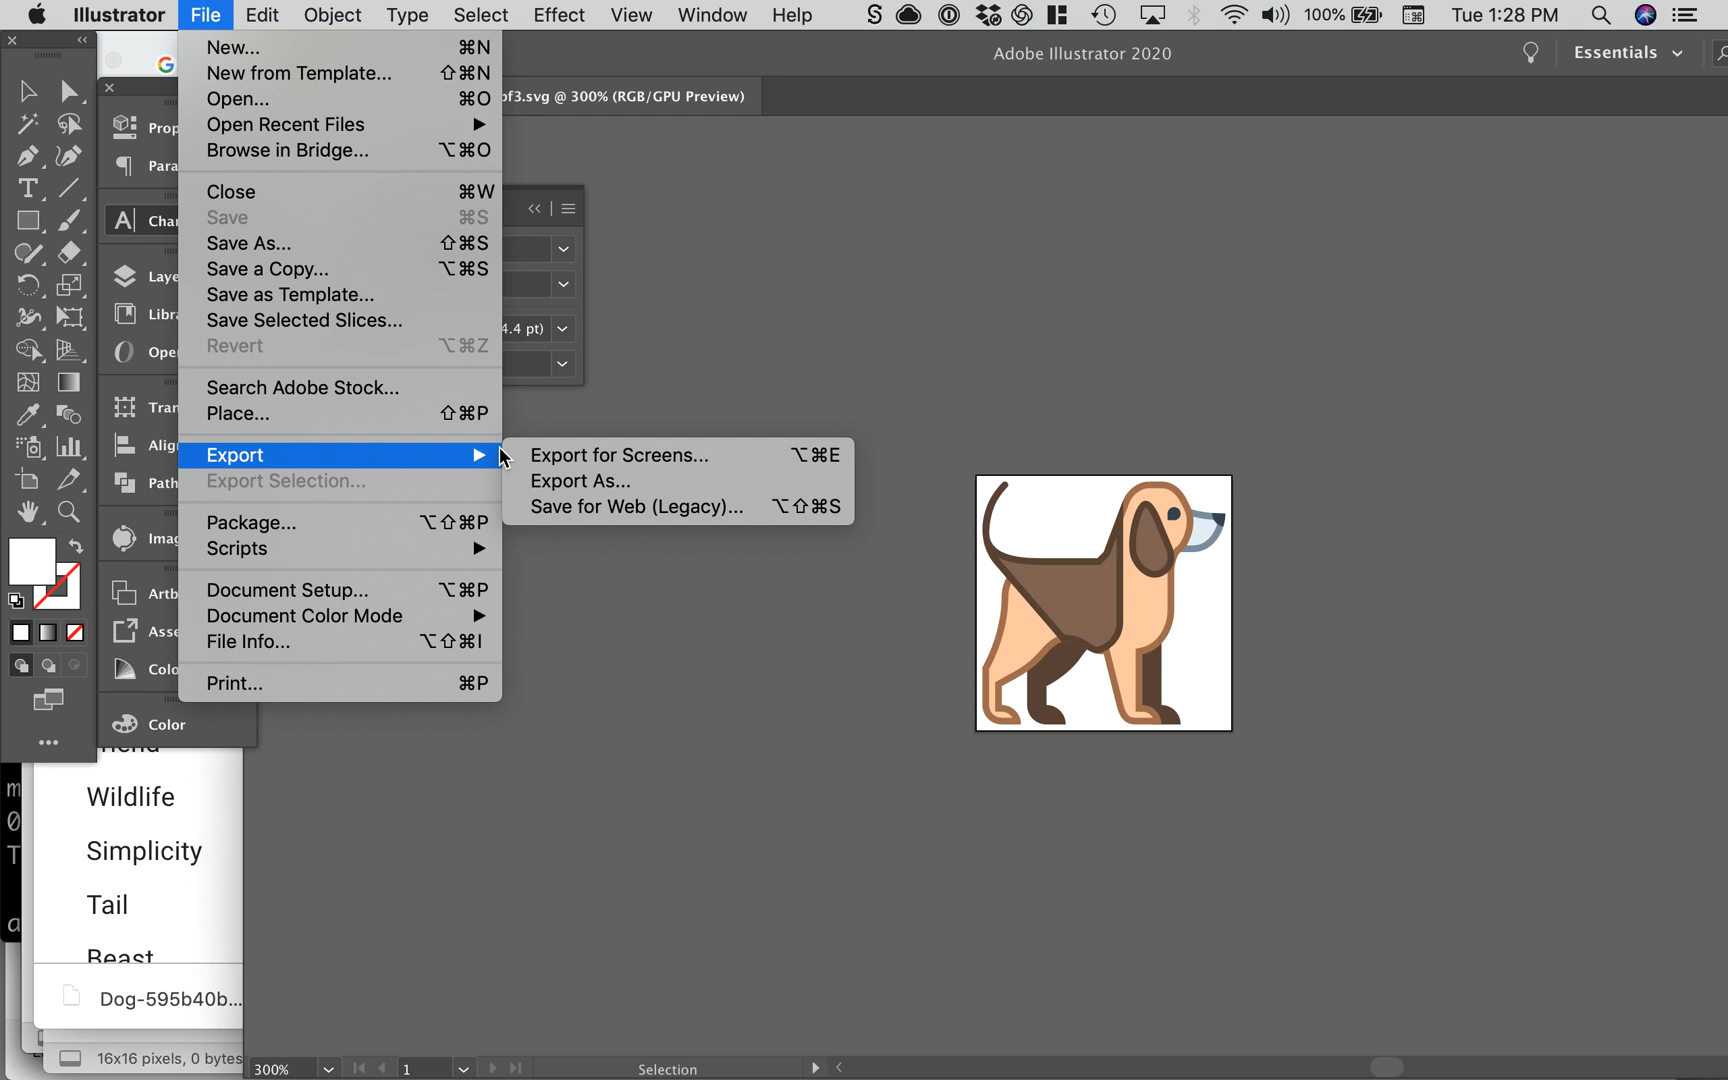 Illustrator File Edit Object Type Select Effect View Window Help
100% Tue 1:28 PM
Adobe Illustrator 2020
Essentials
of3.svg @ 300% (RGB/GPU Preview)
New... ⌘N
New from Template... ⇧⌘N
Open... ⌘O
Open Recent Files
Browse in Bridge... ⌥⌘O
Close ⌘W
Save ⌘S
Save As... ⇧⌘S
Save a Copy... ⌥⌘S
Save as Template...
Save Selected Slices...
Revert ⌥⌘Z
Search Adobe Stock...
Place... ⇧⌘P
Export
Export Selection...
Package... ⌥⇧⌘P
Scripts
Document Setup... ⌥⌘P
Document Color Mode
File Info... ⌥⇧⌘I
Print... ⌘P
Export for Screens... ⌥⌘E
Export As...
Save for Web (Legacy)... ⌥⇧⌘S
Prop
Para
Char
Laye
Libra
Oper
Tran
Align
Path
Imag
Artb
Asse
Colo
Color
4.4 pt)
Wildlife
Simplicity
Tail
Beast
Dog-595b40b...
16x16 pixels, 0 bytes
300%
1
Selection